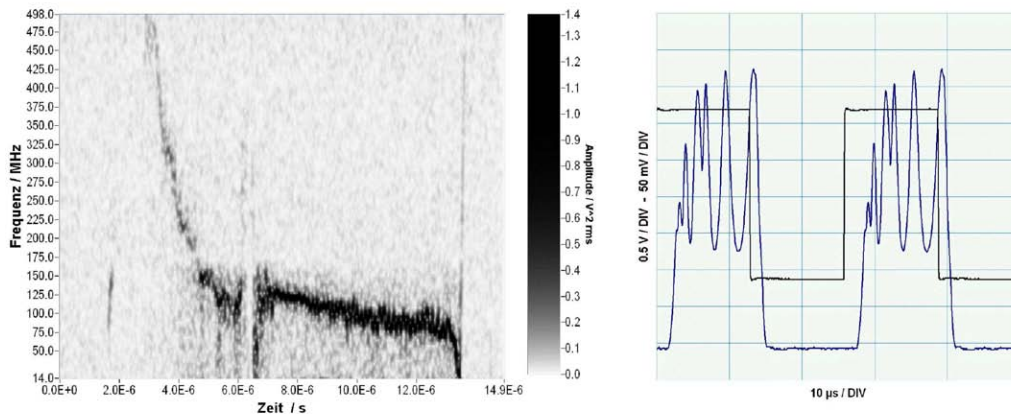 498.0
475.0
450.0
425.0
400.0
375.0
350.0
325.0
300.0
275.0
250.0
225.0
200.0
175.0
150.0
125.0
100.0
75.0
50.0
14.0
Frequenz / MHz
0.0E+0
2.0E-6
4.0E-6
6.0E-6
8.0E-6
10.0E-6
12.0E-6
14.9E-6
Zeit / s
1.4
1.3
1.2
1.1
1.0
0.9
0.8
0.7
0.6
0.5
0.4
0.3
0.2
0.1
0.0
Amplitude / V^2 rms
0.5 V / DIV - 50 mV / DIV
10 µs / DIV